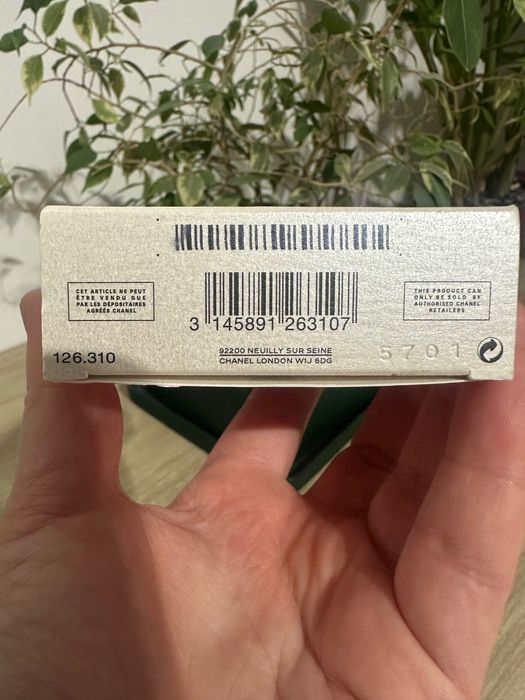 CET ARTICLE NE PEUT
ÊTRE VENDU QUE
PAR LES DÉPOSITAIRES
AGRÉÉS CHANEL
3 145891 263107
THIS PRODUCT CAN
ONLY BE SOLD BY
AUTHORISED CHANEL
RETAILERS
126.310
92200 NEUILLY SUR SEINE
CHANEL LONDON W1J 6DG
5701